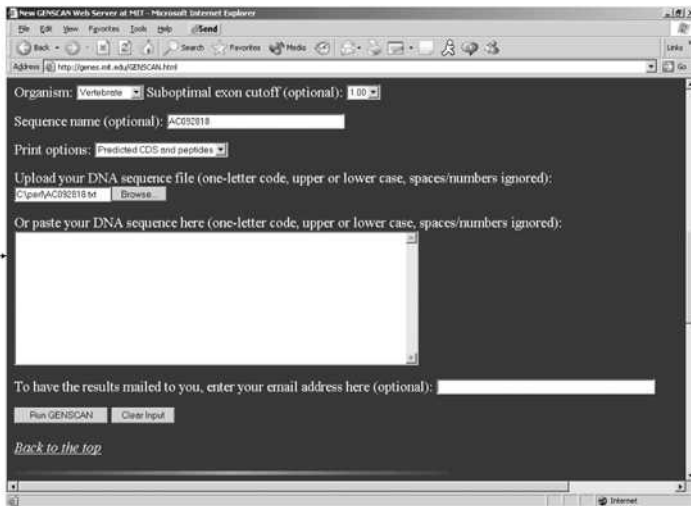 New GENSCAN Web Server at MIT - Microsoft Internet Explorer
File Edit View Favorites Tools Help Send
Back Search Favorites Media Links
Address http://genes.mit.edu/GENSCAN.html Go
Organism: Vertebrate Suboptimal exon cutoff (optional): 1.00
Sequence name (optional): AC092818
Print options: Predicted CDS and peptides
Upload your DNA sequence file (one-letter code, upper or lower case, spaces/numbers ignored):
C:\perl\AC092818.txt Browse...
Or paste your DNA sequence here (one-letter code, upper or lower case, spaces/numbers ignored):
To have the results mailed to you, enter your email address here (optional):
Run GENSCAN Clear Input
Back to the top
Internet